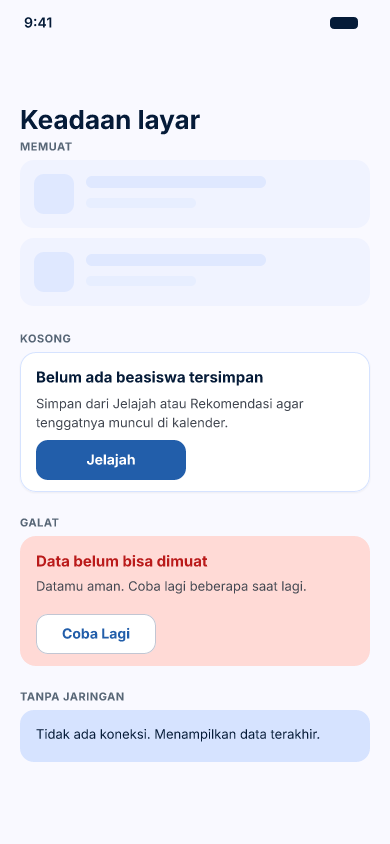 9:41
Keadaan layar
MEMUAT
KOSONG
Belum ada beasiswa tersimpan
Simpan dari Jelajah atau Rekomendasi agar
tenggatnya muncul di kalender.
Jelajah
GALAT
Data belum bisa dimuat
Datamu aman. Coba lagi beberapa saat lagi.
Coba Lagi
TANPA JARINGAN
Tidak ada koneksi. Menampilkan data terakhir.